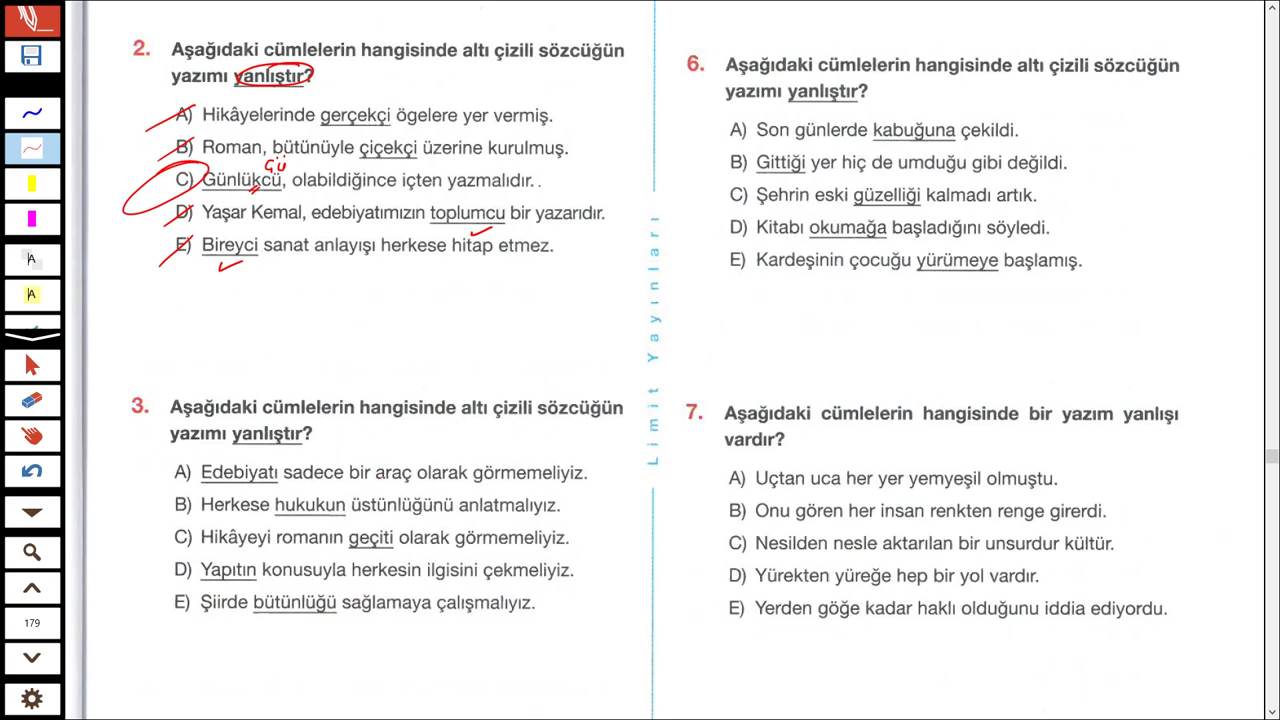 2. Aşağıdaki cümlelerin hangisinde altı çizili sözcüğün
yazımı yanlıştır?
A) Hikâyelerinde gerçekçi ögelere yer vermiş.
B) Roman, bütünüyle çiçekçi üzerine kurulmuş.
çü
C) Günlükcü, olabildiğince içten yazmalıdır. .
D) Yaşar Kemal, edebiyatımızın toplumcu bir yazarıdır.
E) Bireyci sanat anlayışı herkese hitap etmez.
3. Aşağıdaki cümlelerin hangisinde altı çizili sözcüğün
yazımı yanlıştır?
A) Edebiyatı sadece bir araç olarak görmemeliyiz.
B) Herkese hukukun üstünlüğünü anlatmalıyız.
C) Hikâyeyi romanın geçiti olarak görmemeliyiz.
D) Yapıtın konusuyla herkesin ilgisini çekmeliyiz.
E) Şiirde bütünlüğü sağlamaya çalışmalıyız.
Limit Yayınları
6. Aşağıdaki cümlelerin hangisinde altı çizili sözcüğün
yazımı yanlıştır?
A) Son günlerde kabuğuna çekildi.
B) Gittiği yer hiç de umduğu gibi değildi.
C) Şehrin eski güzelliği kalmadı artık.
D) Kitabı okumağa başladığını söyledi.
E) Kardeşinin çocuğu yürümeye başlamış.
7. Aşağıdaki cümlelerin hangisinde bir yazım yanlışı
vardır?
A) Uçtan uca her yer yemyeşil olmuştu.
B) Onu gören her insan renkten renge girerdi.
C) Nesilden nesle aktarılan bir unsurdur kültür.
D) Yürekten yüreğe hep bir yol vardır.
E) Yerden göğe kadar haklı olduğunu iddia ediyordu.
A
A
179